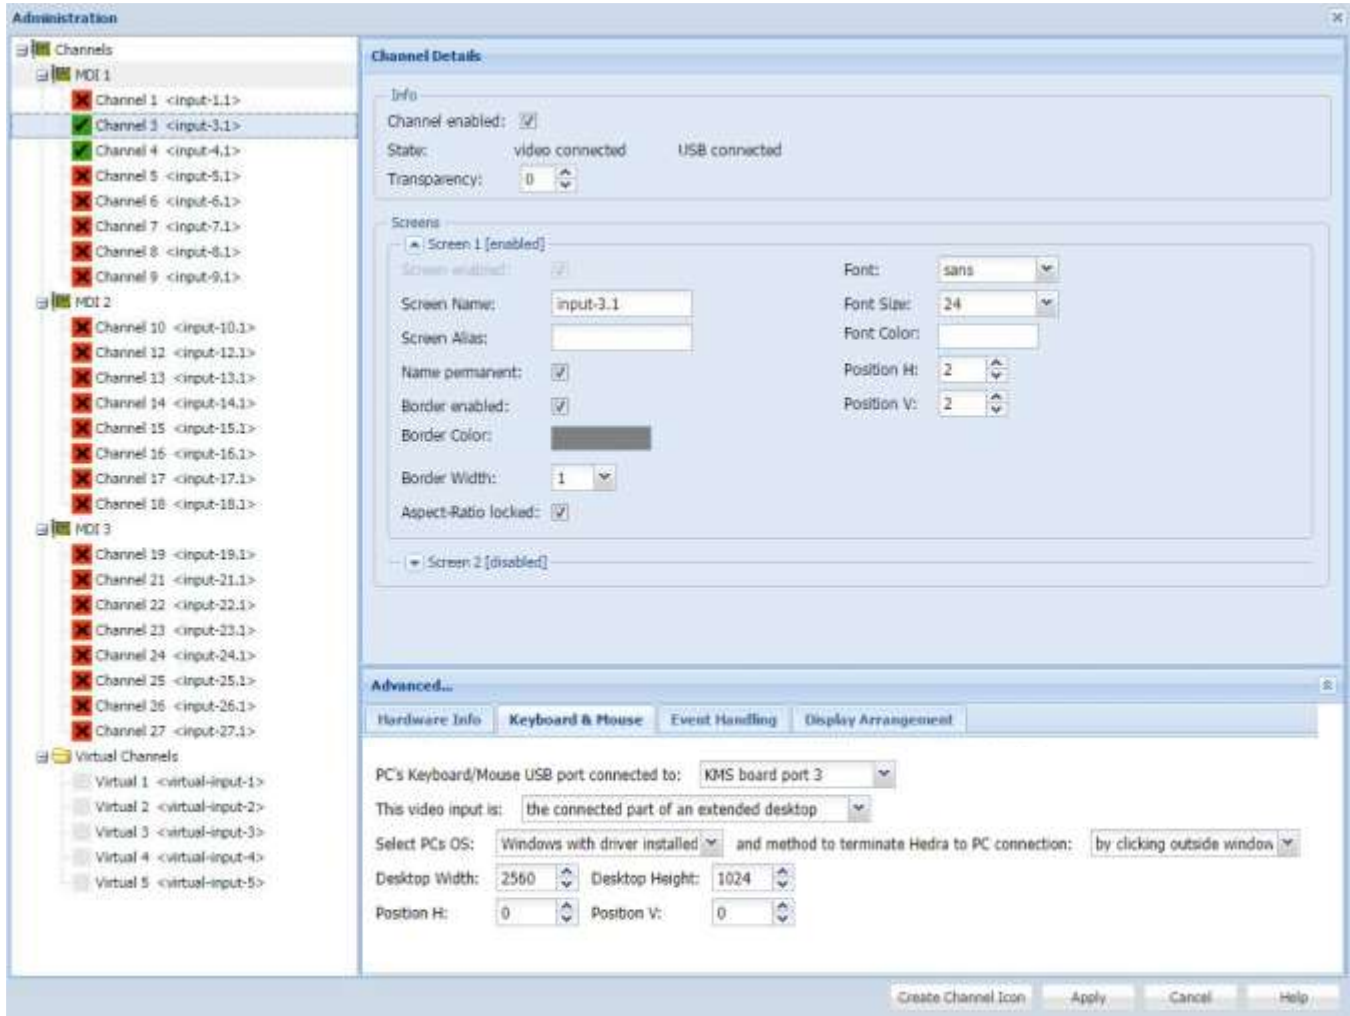 Administration
Channels
MDI 1
Channel 1 <input-1.1>
Channel 3 <input-3.1>
Channel 4 <input-4.1>
Channel 5 <input-5.1>
Channel 6 <input-6.1>
Channel 7 <input-7.1>
Channel 8 <input-8.1>
Channel 9 <input-9.1>
MDI 2
Channel 10 <input-10.1>
Channel 12 <input-12.1>
Channel 13 <input-13.1>
Channel 14 <input-14.1>
Channel 15 <input-15.1>
Channel 16 <input-16.1>
Channel 17 <input-17.1>
Channel 18 <input-18.1>
MDI 3
Channel 19 <input-19.1>
Channel 21 <input-21.1>
Channel 22 <input-22.1>
Channel 23 <input-23.1>
Channel 24 <input-24.1>
Channel 25 <input-25.1>
Channel 26 <input-26.1>
Channel 27 <input-27.1>
Virtual Channels
Virtual 1 <virtual-input-1>
Virtual 2 <virtual-input-2>
Virtual 3 <virtual-input-3>
Virtual 4 <virtual-input-4>
Virtual 5 <virtual-input-5>
Channel Details
Info
Channel enabled:
State: video connected USB connected
Transparency: 0
Screens
Screen 1 [enabled]
Screen enabled: Font: sans
Screen Name: input-3.1 Font Size: 24
Screen Alias: Font Color:
Name permanent: Position H: 2
Border enabled: Position V: 2
Border Color:
Border Width: 1
Aspect-Ratio locked:
Screen 2 [disabled]
Advanced...
Hardware Info Keyboard & Mouse Event Handling Display Arrangement
PC's Keyboard/Mouse USB port connected to: KMS board port 3
This video input is: the connected part of an extended desktop
Select PCs OS: Windows with driver installed and method to terminate Hedra to PC connection: by clicking outside window
Desktop Width: 2560 Desktop Height: 1024
Position H: 0 Position V: 0
Create Channel Icon Apply Cancel Help